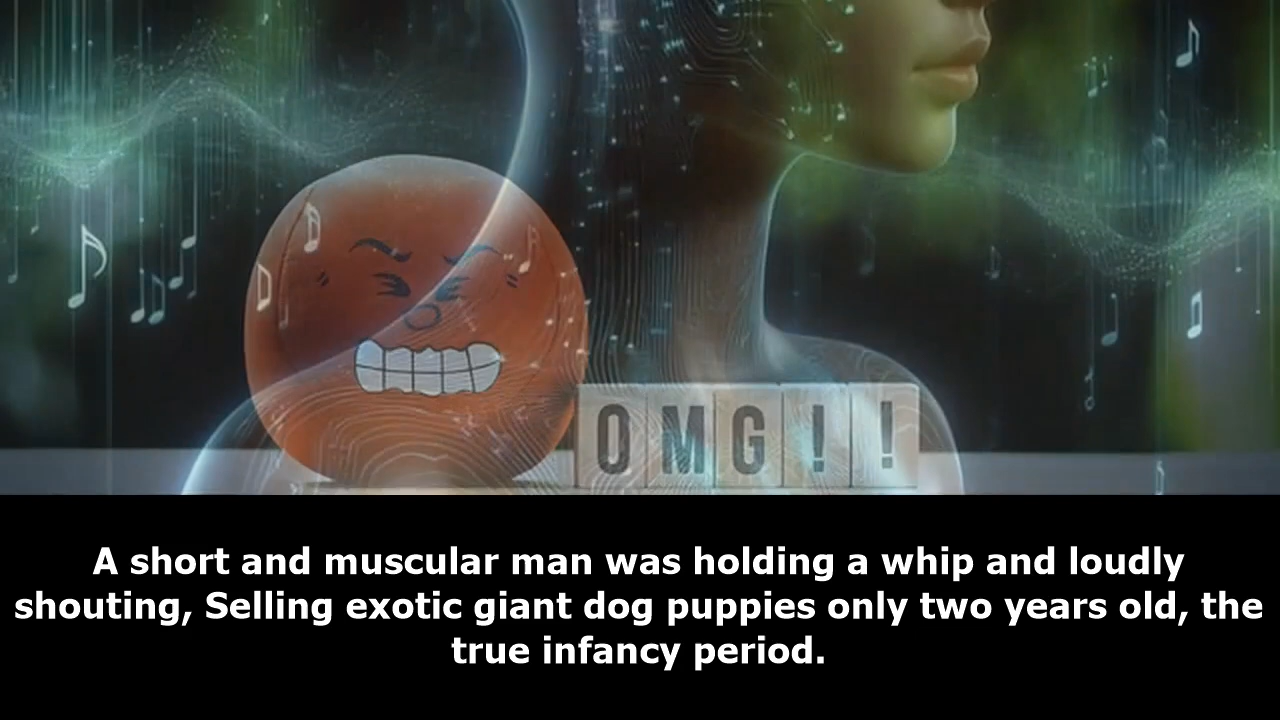 OMG!!
A short and muscular man was holding a whip and loudly
shouting, Selling exotic giant dog puppies only two years old, the
true infancy period.